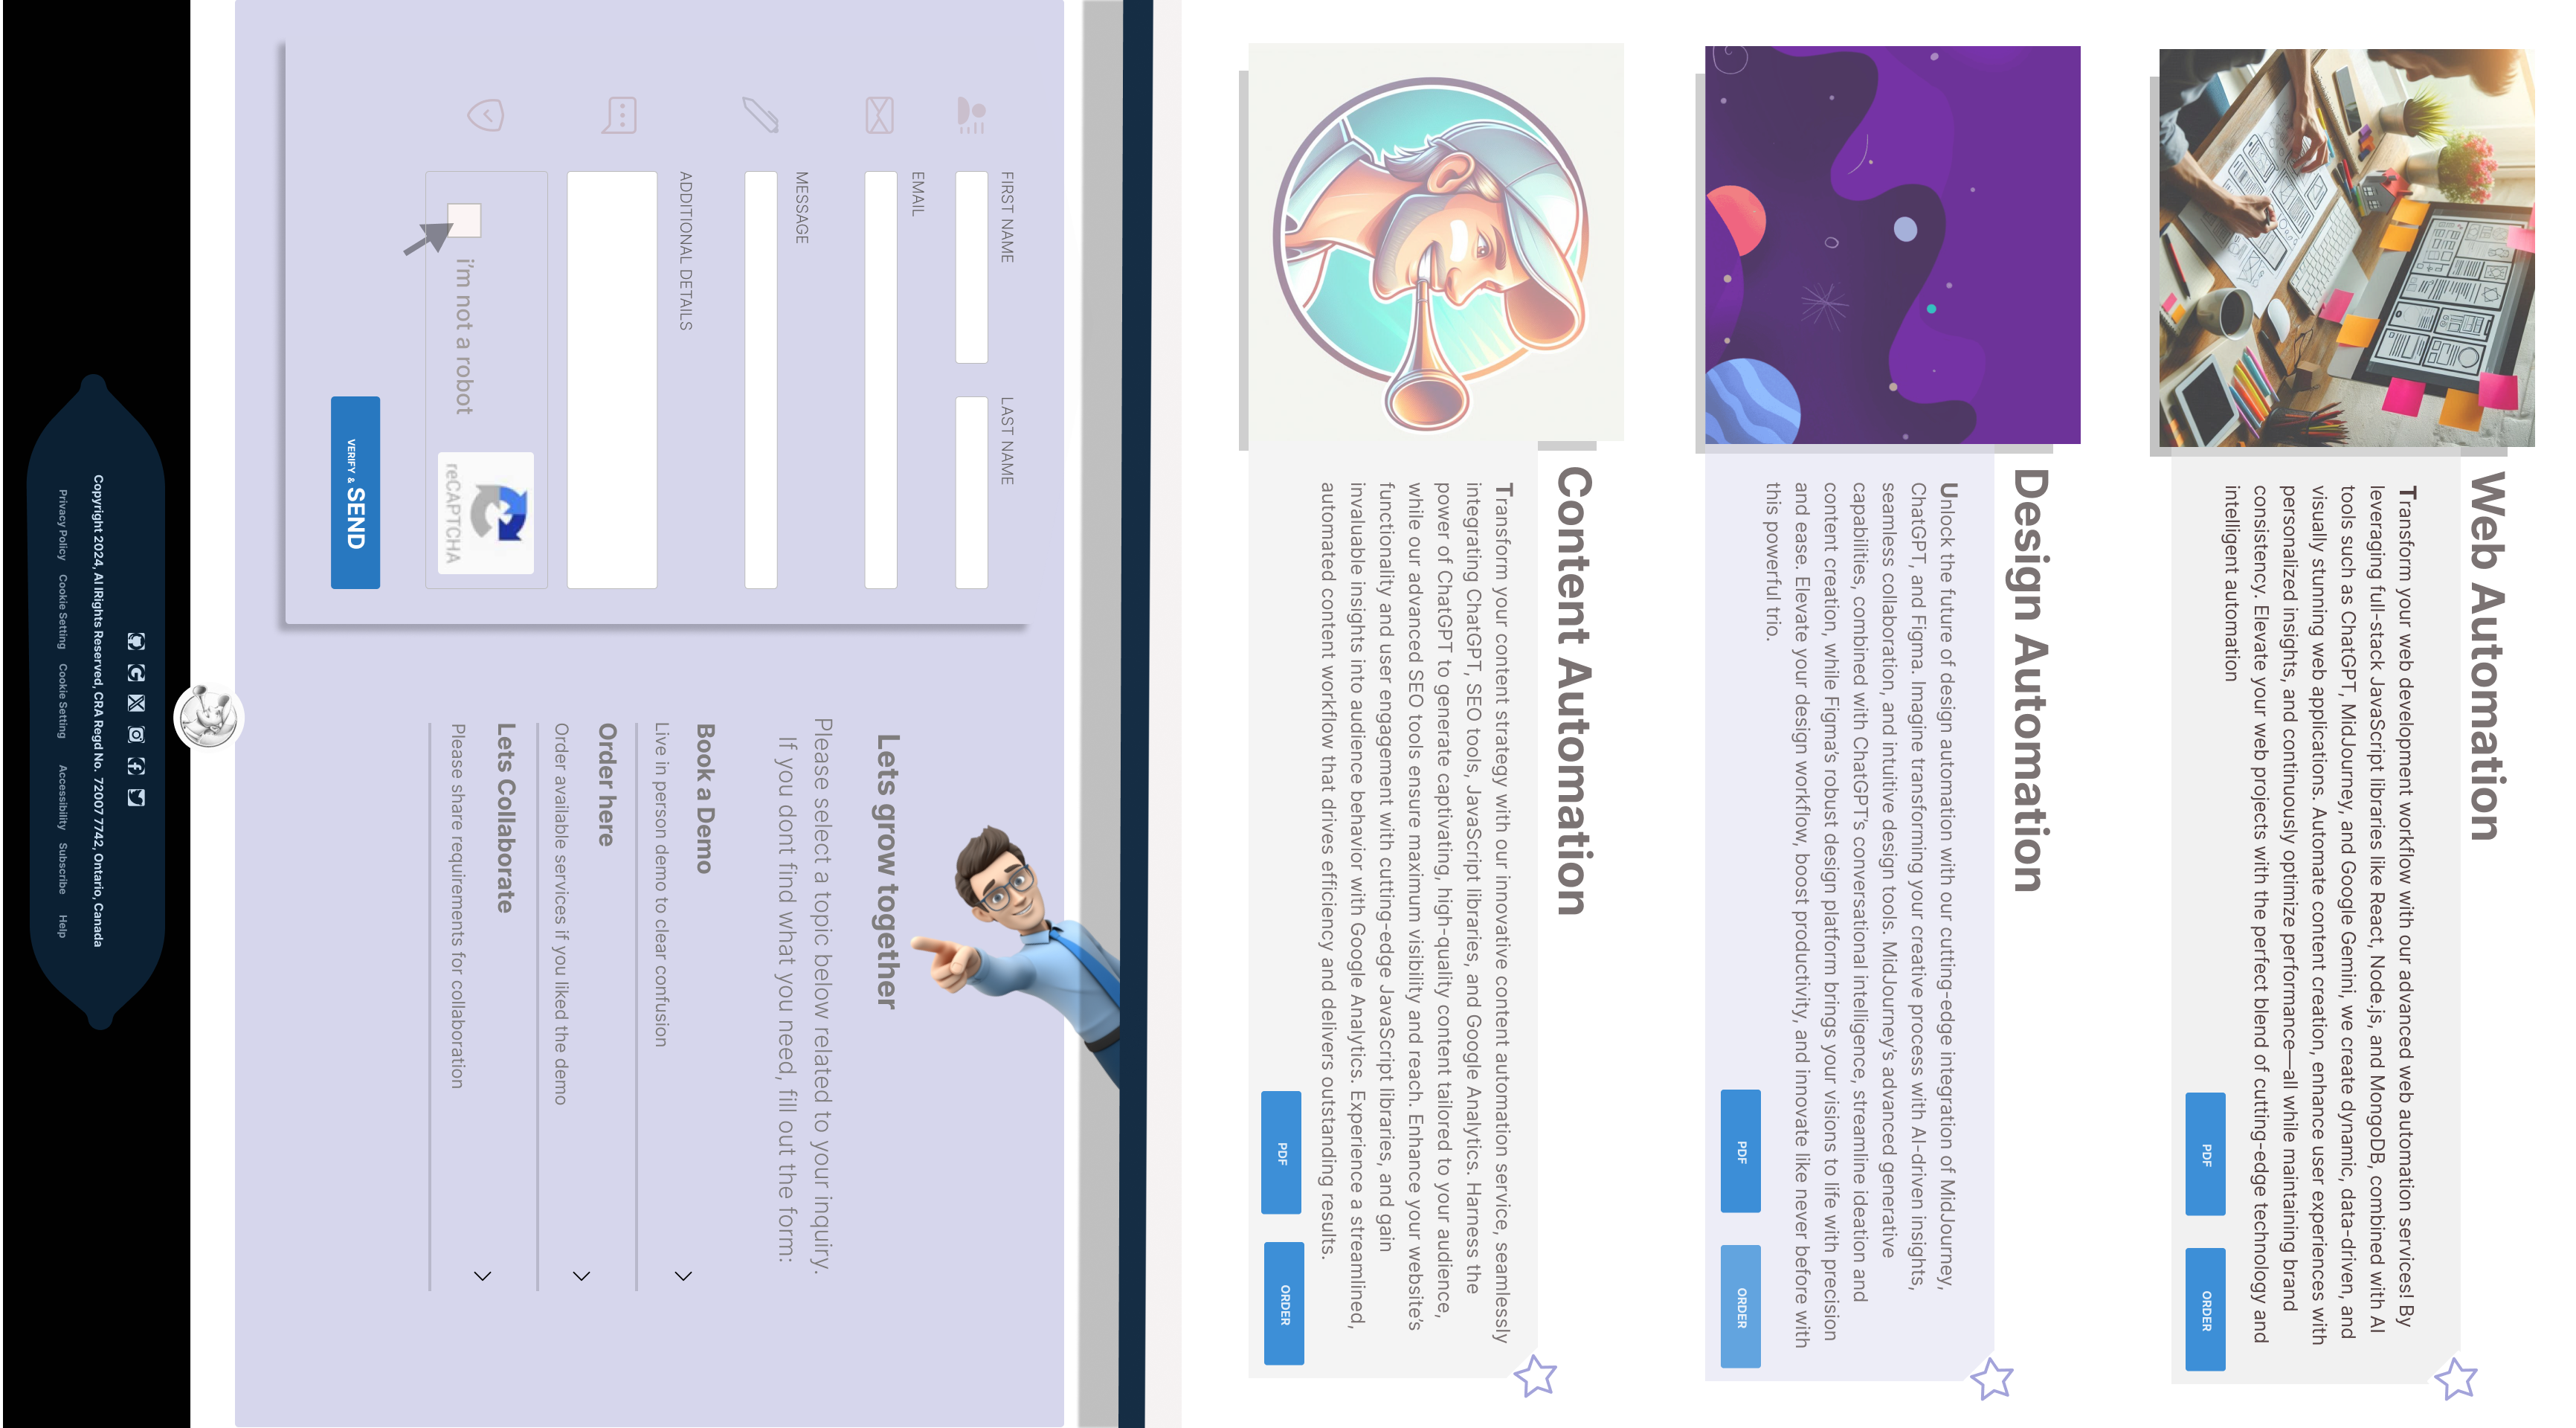 Web Automation
Transform your web development workflow with our advanced web automation services! By
leveraging full-stack JavaScript libraries like React, Node.js, and MongoDB, combined with AI
tools such as ChatGPT, MidJourney, and Google Gemini, we create dynamic, data-driven, and
visually stunning web applications. Automate content creation, enhance user experiences with
personalized insights, and continuously optimize performance—all while maintaining brand
consistency. Elevate your web projects with the perfect blend of cutting-edge technology and
intelligent automation
PDF
ORDER
Design Automation
Unlock the future of design automation with our cutting-edge integration of MidJourney,
ChatGPT, and Figma. Imagine transforming your creative process with AI-driven insights,
seamless collaboration, and intuitive design tools. MidJourney's advanced generative
capabilities, combined with ChatGPT's conversational intelligence, streamline ideation and
content creation, while Figma's robust design platform brings your visions to life with precision
and ease. Elevate your design workflow, boost productivity, and innovate like never before with
this powerful trio.
PDF
ORDER
Content Automation
Transform your content strategy with our innovative content automation service, seamlessly
integrating ChatGPT, SEO tools, JavaScript libraries, and Google Analytics. Harness the
power of ChatGPT to generate captivating, high-quality content tailored to your audience,
while our advanced SEO tools ensure maximum visibility and reach. Enhance your website's
functionality and user engagement with cutting-edge JavaScript libraries, and gain
invaluable insights into audience behavior with Google Analytics. Experience a streamlined,
automated content workflow that drives efficiency and delivers outstanding results.
PDF
ORDER
FIRST NAME
LAST NAME
EMAIL
MESSAGE
ADDITIONAL DETAILS
i'm not a robot
reCAPTCHA
VERIFY & SEND
Lets grow together
Please select a topic below related to your inquiry.
If you dont find what you need, fill out the form:
Book a Demo
Live in person demo to clear confusion
Order here
Order available services if you liked the demo
Lets Collaborate
Please share requirements for collaboration
Copyright 2024, AI IRights Reserved, CRA Regd No. 72007 7742, Ontario, Canada
Privacy Policy Cookie Setting Cookie Setting Accessibility Subscribe Help